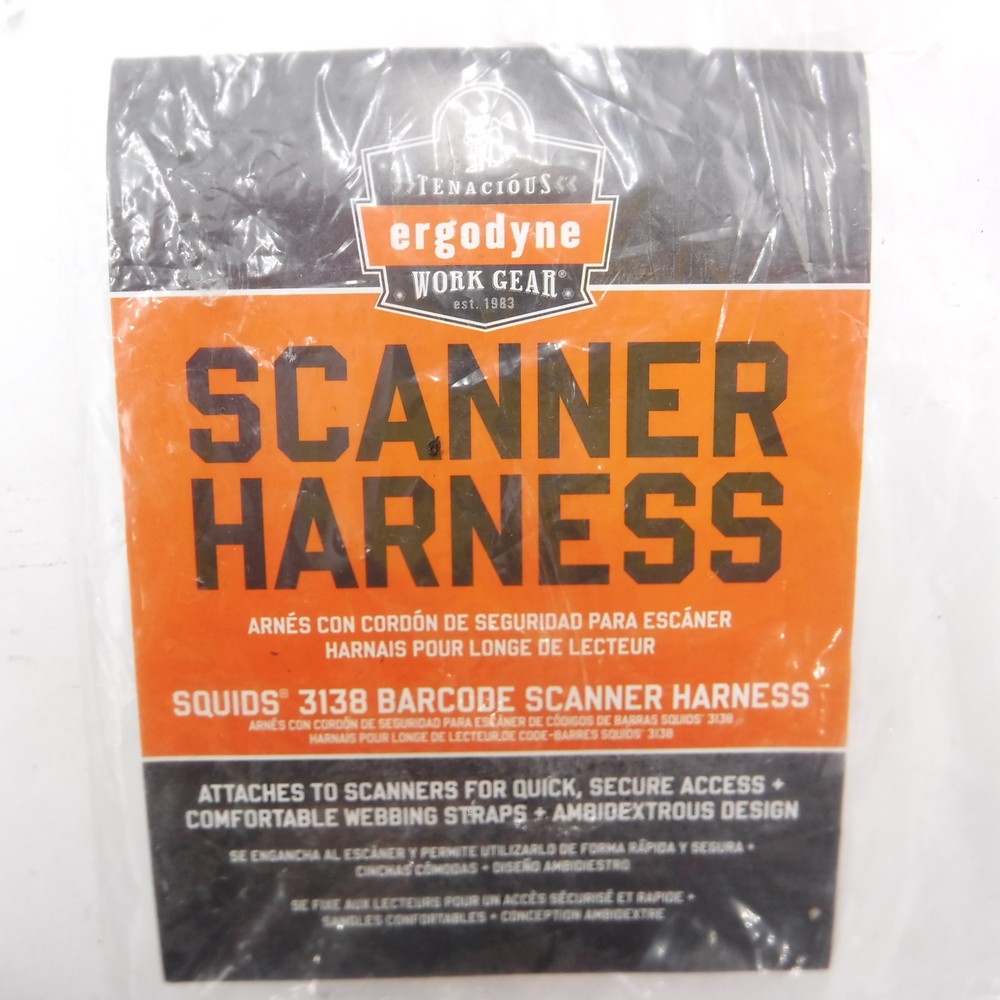 TENACIOUS
ergodyne
WORK GEAR®
est. 1983
SCANNER
HARNESS
ARNÉS CON CORDÓN DE SEGURIDAD PARA ESCÁNER
HARNAIS POUR LONGE DE LECTEUR
SQUIDS® 3138 BARCODE SCANNER HARNESS
ARNÉS CON CORDÓN DE SEGURIDAD PARA ESCÁNER DE CÓDIGOS DE BARRAS SQUIDS® 3138
HARNAIS POUR LONGE DE LECTEUR DE CODE-BARRES SQUIDS® 3138
ATTACHES TO SCANNERS FOR QUICK, SECURE ACCESS +
COMFORTABLE WEBBING STRAPS + AMBIDEXTROUS DESIGN
SE ENGANCHA AL ESCÁNER Y PERMITE UTILIZARLO DE FORMA RÁPIDA Y SEGURA +
CINCHAS CÓMODAS + DISEÑO AMBIDIESTRO
SE FIXE AUX LECTEURS POUR UN ACCÈS SÉCURISÉ ET RAPIDE +
SANGLES CONFORTABLES + CONCEPTION AMBIDEXTRE